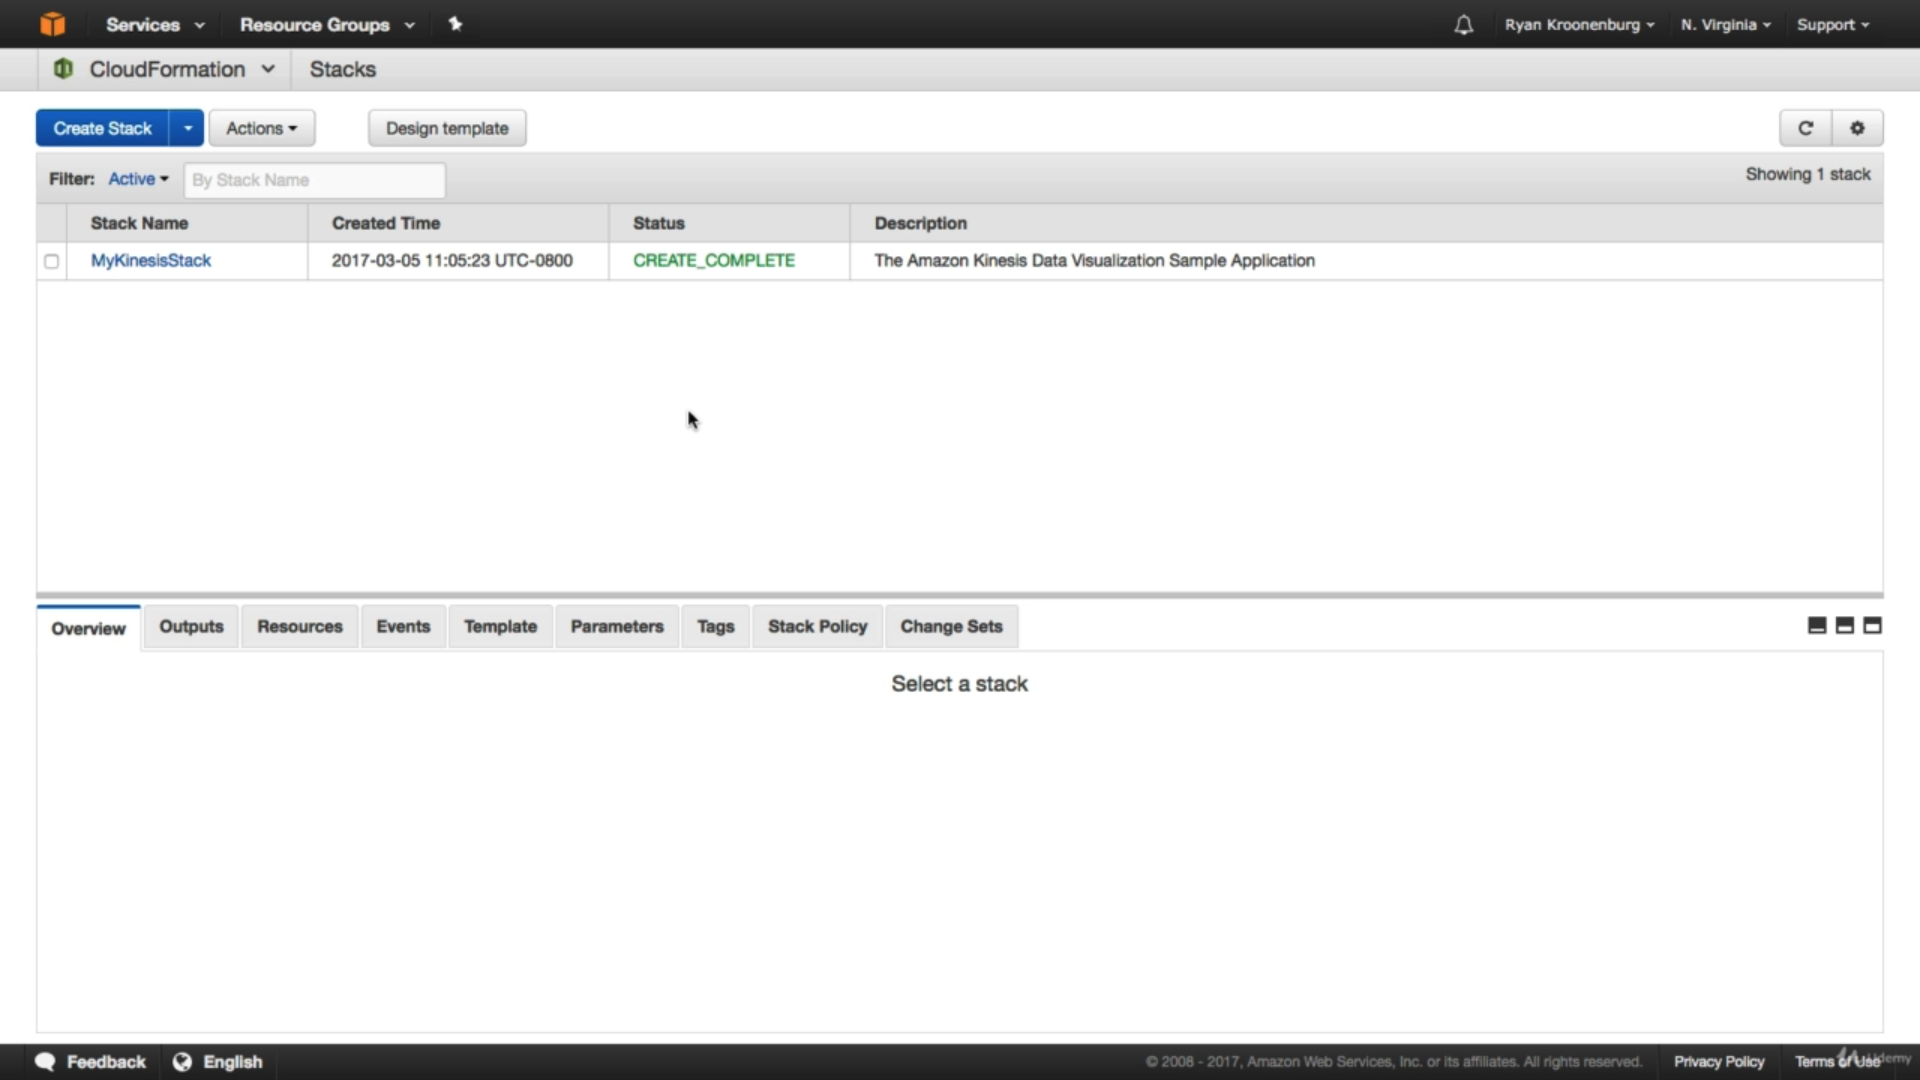 Services Resource Groups Ryan Kroonenburg N. Virginia Support
CloudFormation Stacks
Create Stack Actions Design template
Filter: Active By Stack Name Showing 1 stack
Stack Name Created Time Status Description
MyKinesisStack 2017-03-05 11:05:23 UTC-0800 CREATE_COMPLETE The Amazon Kinesis Data Visualization Sample Application
Overview Outputs Resources Events Template Parameters Tags Stack Policy Change Sets
Select a stack
Feedback English © 2008 - 2017, Amazon Web Services, Inc. or its affiliates. All rights reserved. Privacy Policy Terms of Use Udemy